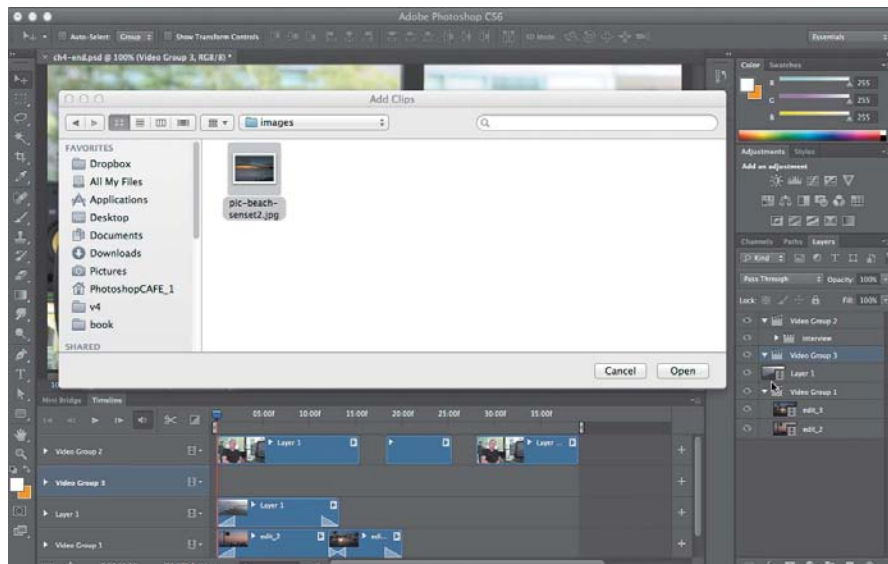 Adobe Photoshop CS6
Auto-Select: Group Show Transform Controls 3D Mode Essentials
× ch4-end.psd @ 100% (Video Group 3, RGB/8) *
Add Clips
images
FAVORITES
Dropbox
All My Files
Applications
Desktop
Documents
Downloads
Pictures
PhotoshopCAFE_1
v4
book
SHARED
pic-beach-
senset2.jpg
Cancel Open
Color Swatches
255
C 255
255
Adjustments Styles
Add an adjustment
Channels Paths Layers
Kind
Pass Through Opacity: 100%
Lock: Fill: 100%
Video Group 2
interview
Video Group 3
Layer 1
Video Group 1
edit_3
edit_2
Mini Bridge Timeline
05:00f 10:00f 15:00f 20:00f 25:00f 30:00f 35:00f
Video Group 2 Layer 1 Layer ...
Video Group 3
Layer 1 Layer 1
Video Group 1 edit_2 edi...